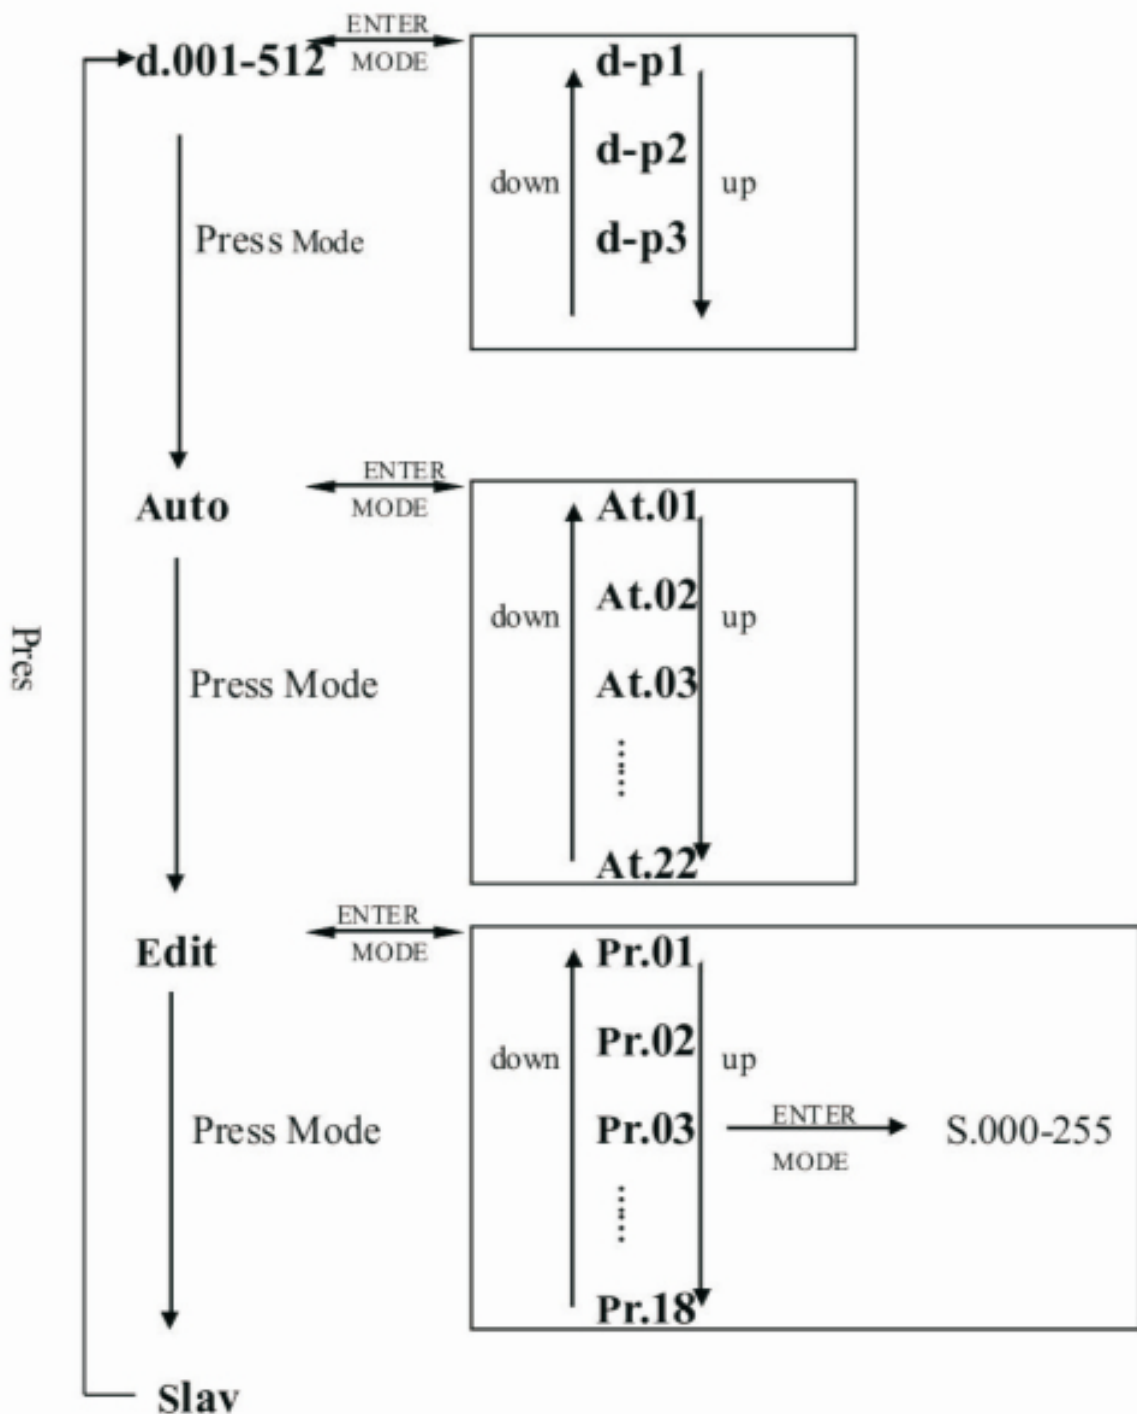 ENTER
d.001-512 MODE
d-p1
d-p2
down up
d-p3
Press Mode
ENTER
Auto MODE
At.01
At.02
down up
At.03
Press Mode
Pres
At.22
ENTER
Edit MODE
Pr.01
Pr.02
down up
Pr.03 ENTER S.000-255
MODE
Press Mode
Pr.18
Slav